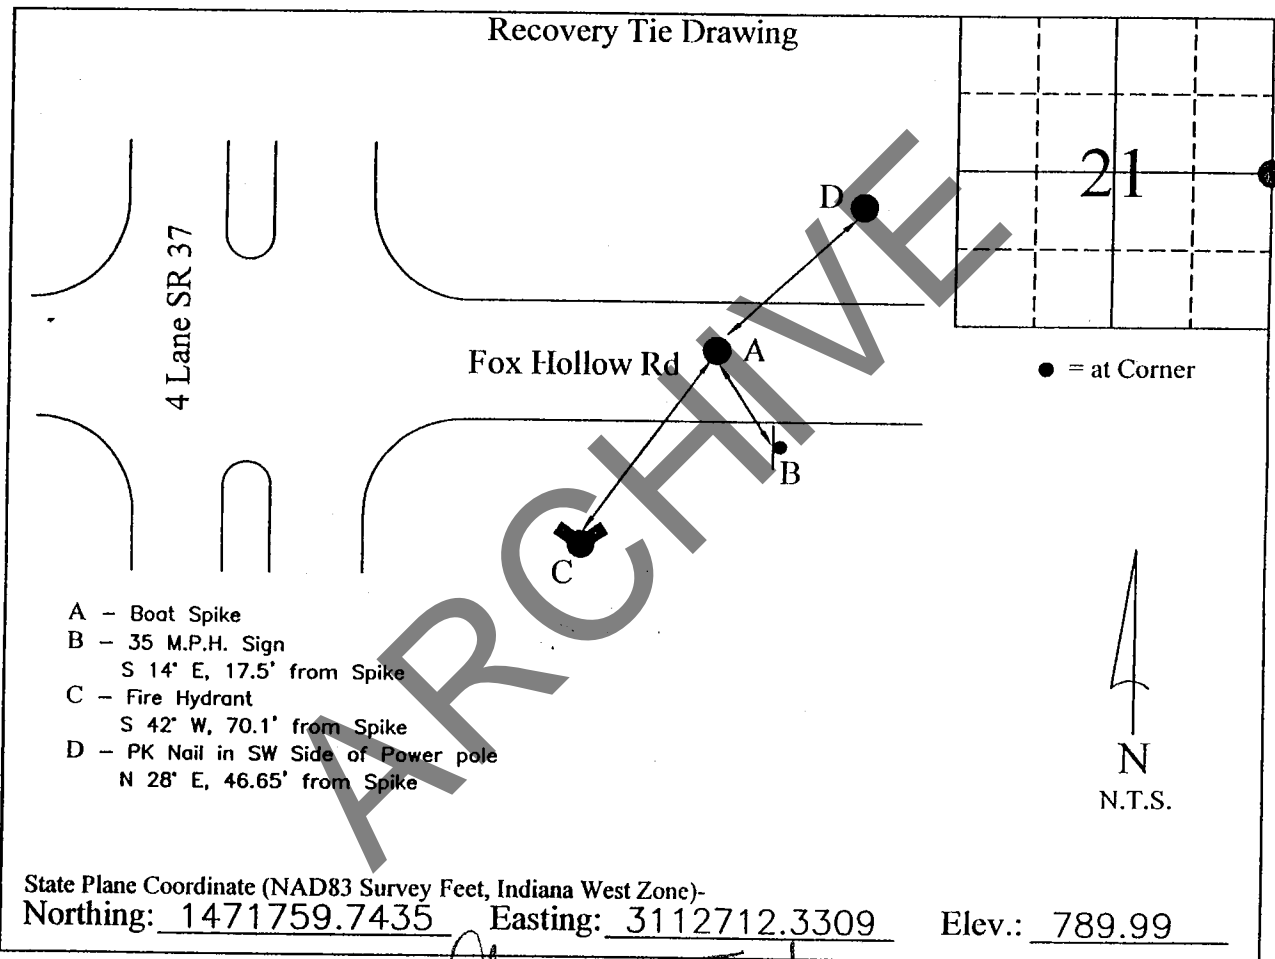 Recovery Tie Drawing
21
= at Corner
4 Lane SR 37
D
A
Fox Hollow Rd
B
C
A - Boat Spike
B - 35 M.P.H. Sign
S 14° E, 17.5' from Spike
C - Fire Hydrant
S 42° W, 70.1' from Spike
D - PK Nail in SW Side of Power pole
N 28° E, 46.65' from Spike
N
N.T.S.
ARCHIVE
State Plane Coordinate (NAD83 Survey Feet, Indiana West Zone)-
Northing: 1471759.7435 Easting: 3112712.3309 Elev.: 789.99